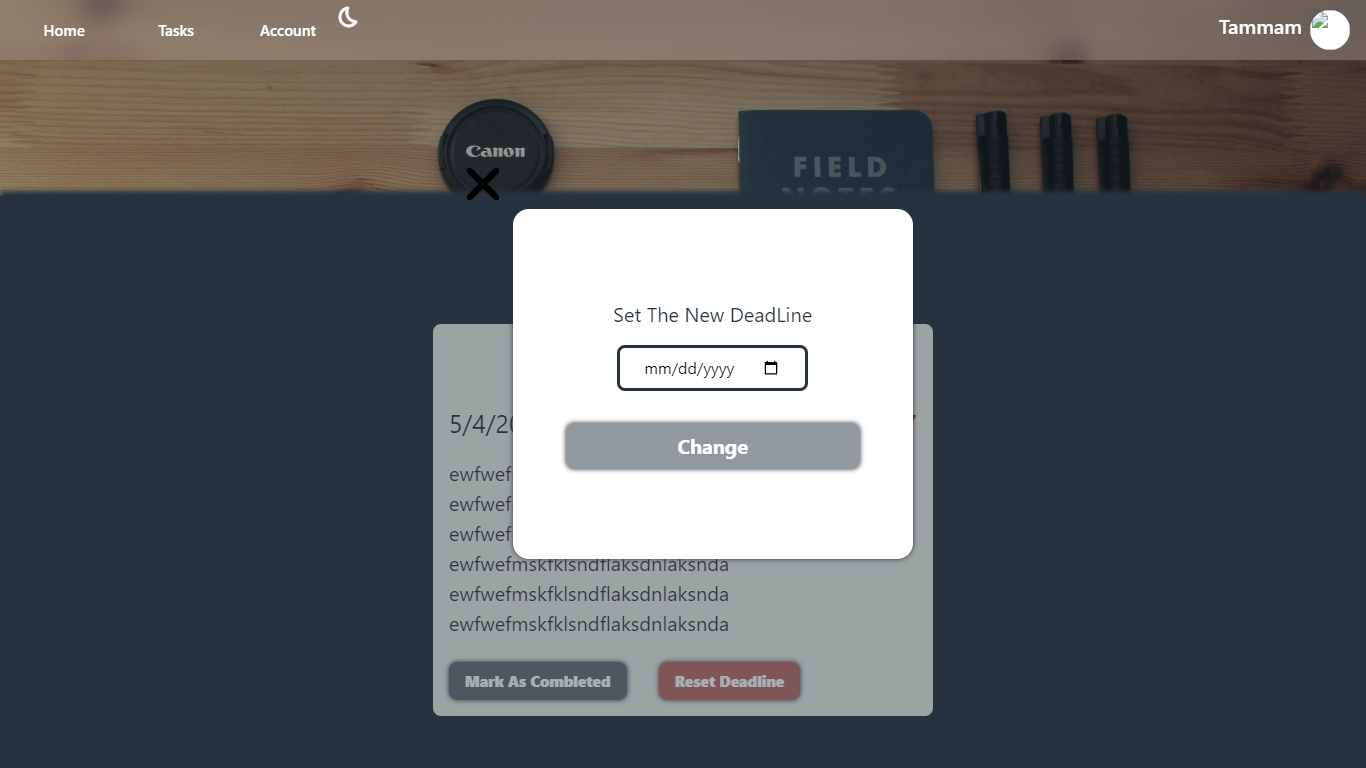 Home Tasks Account Tammam
Canon
FIELD
NOTES
Set The New DeadLine
mm/dd/yyyy
5/4/20
Change
ewfwef
ewfwef
ewfwef
ewfwefmskfklsndflaksdnlaksnda
ewfwefmskfklsndflaksdnlaksnda
ewfwefmskfklsndflaksdnlaksnda
Mark As Combleted Reset Deadline